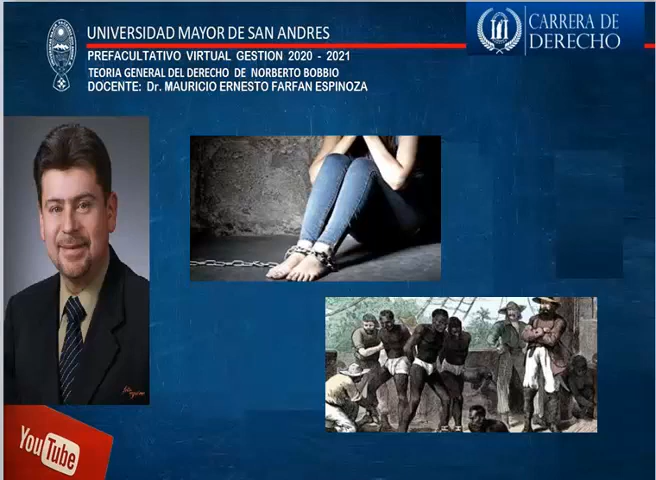 UNIVERSIDAD MAYOR DE SAN ANDRES
PREFACULTATIVO VIRTUAL GESTION 2020 - 2021
TEORIA GENERAL DEL DERECHO DE NORBERTO BOBBIO
DOCENTE: Dr. MAURICIO ERNESTO FARFAN ESPINOZA
CARRERA DE
DERECHO
YouTube